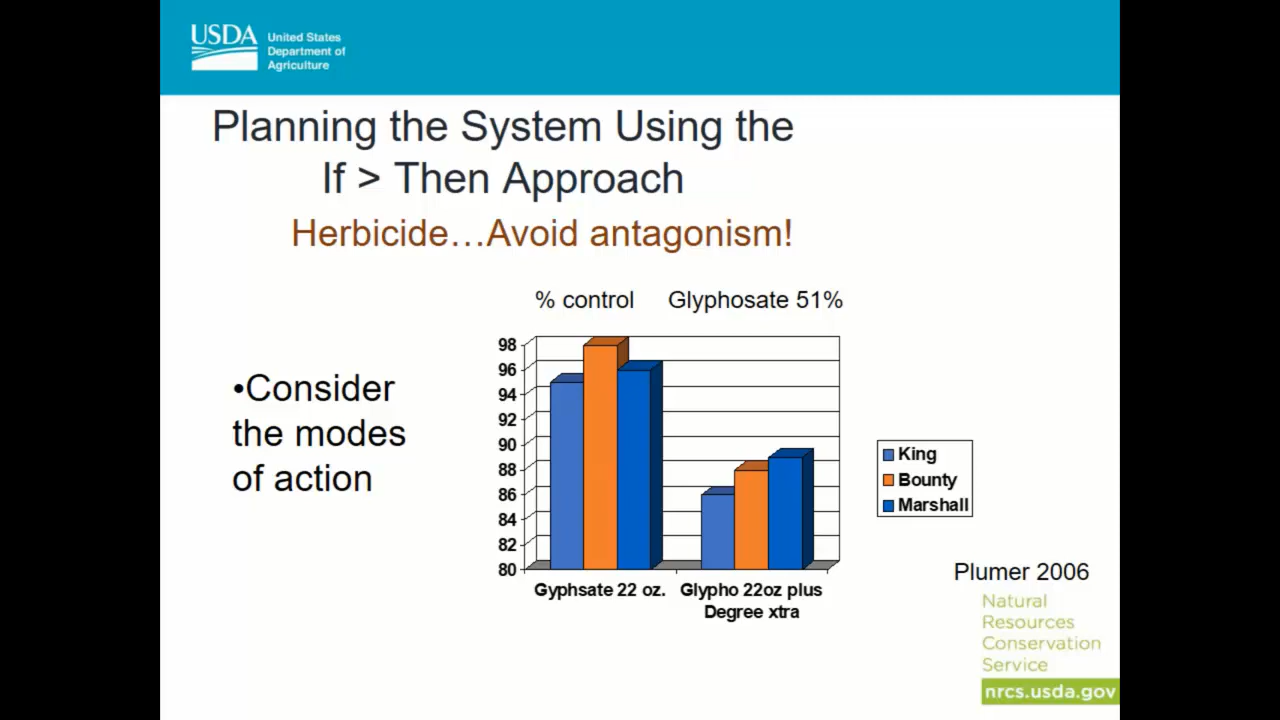 USDA
United States
Department of
Agriculture
Planning the System Using the
If > Then Approach
Herbicide…Avoid antagonism!
% control
Glyphosate 51%
•Consider
the modes
of action
98
96
94
92
90
88
86
84
82
80
Gyphsate 22 oz.
Glypho 22oz plus
Degree xtra
King
Bounty
Marshall
Plumer 2006
Natural
Resources
Conservation
Service
nrcs.usda.gov